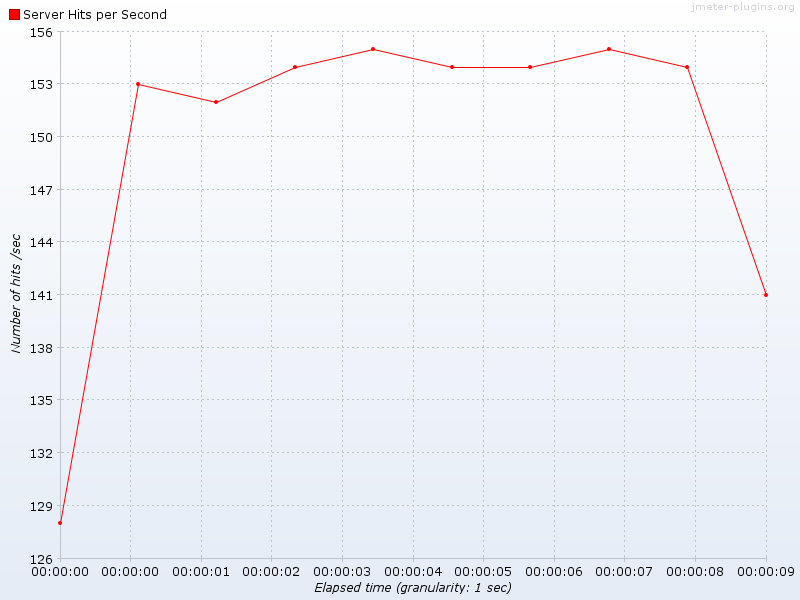 jmeter-plugins.org
Server Hits per Second
156
153
150
147
144
141
138
135
132
129
126
Number of hits /sec
00:00:00 00:00:00 00:00:01 00:00:02 00:00:03 00:00:04 00:00:05 00:00:06 00:00:07 00:00:08 00:00:09
Elapsed time (granularity: 1 sec)